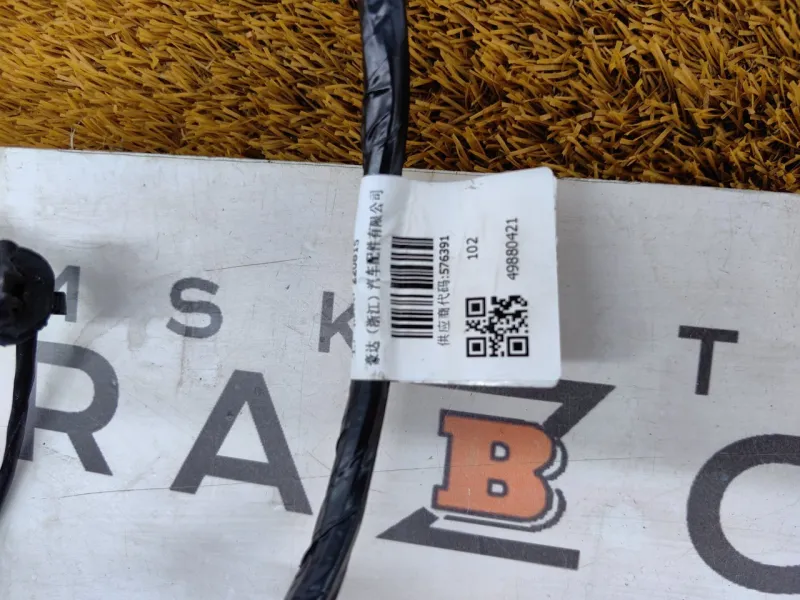 豪达（浙江）汽车配件有限公司
供应商代码:576391
102
49880421
M S K T
RAZ
B